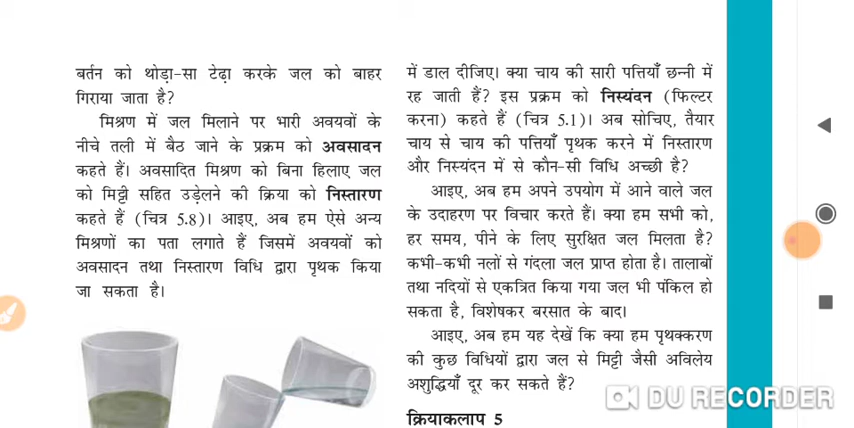 बर्तन को थोड़ा-सा टेढ़ा करके जल को बाहर
गिराया जाता है?
मिश्रण में जल मिलाने पर भारी अवयवों के
नीचे तली में बैठ जाने के प्रक्रम को अवसादन
कहते हैं। अवसादित मिश्रण को बिना हिलाए जल
को मिट्टी सहित उड़ेलने की क्रिया को निस्तारण
कहते हैं (चित्र 5.8)। आइए, अब हम ऐसे अन्य
मिश्रणों का पता लगाते हैं जिसमें अवयवों को
अवसादन तथा निस्तारण विधि द्वारा पृथक किया
जा सकता है।
में डाल दीजिए। क्या चाय की सारी पत्तियाँ छन्नी में
रह जाती हैं? इस प्रक्रम को निस्यंदन (फिल्टर
करना) कहते हैं (चित्र 5.1)। अब सोचिए, तैयार
चाय से चाय की पत्तियाँ पृथक करने में निस्तारण
और निस्यंदन में से कौन-सी विधि अच्छी है?
आइए, अब हम अपने उपयोग में आने वाले जल
के उदाहरण पर विचार करते हैं। क्या हम सभी को,
हर समय, पीने के लिए सुरक्षित जल मिलता है?
कभी-कभी नलों से गंदला जल प्राप्त होता है। तालाबों
तथा नदियों से एकत्रित किया गया जल भी पंकिल हो
सकता है, विशेषकर बरसात के बाद।
आइए, अब हम यह देखें कि क्या हम पृथक्करण
की कुछ विधियों द्वारा जल से मिट्टी जैसी अविलेय
अशुद्धियाँ दूर कर सकते हैं?
क्रियाकलाप 5
DU RECORDER